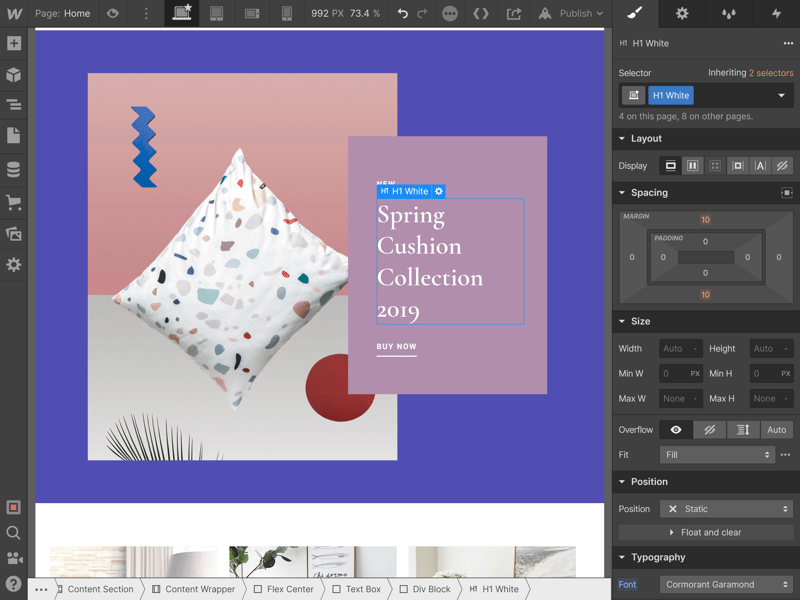 W Page: Home 992 PX 73.4 % Publish
H1 H1 White
Selector Inheriting 2 selectors
H1 White
4 on this page, 8 on other pages.
Layout
Display
Spacing
MARGIN
10
PADDING
0
0 0 0 0
0
10
Size
Width Auto - Height Auto -
Min W 0 PX Min H 0 PX
Max W None - Max H None -
Overflow Auto
Fit Fill
Position
Position Static
Float and clear
Typography
Font Cormorant Garamond
NEW
H1 H1 White
Spring
Cushion
Collection
2019
BUY NOW
Content Section Content Wrapper Flex Center Text Box Div Block H1 H1 White